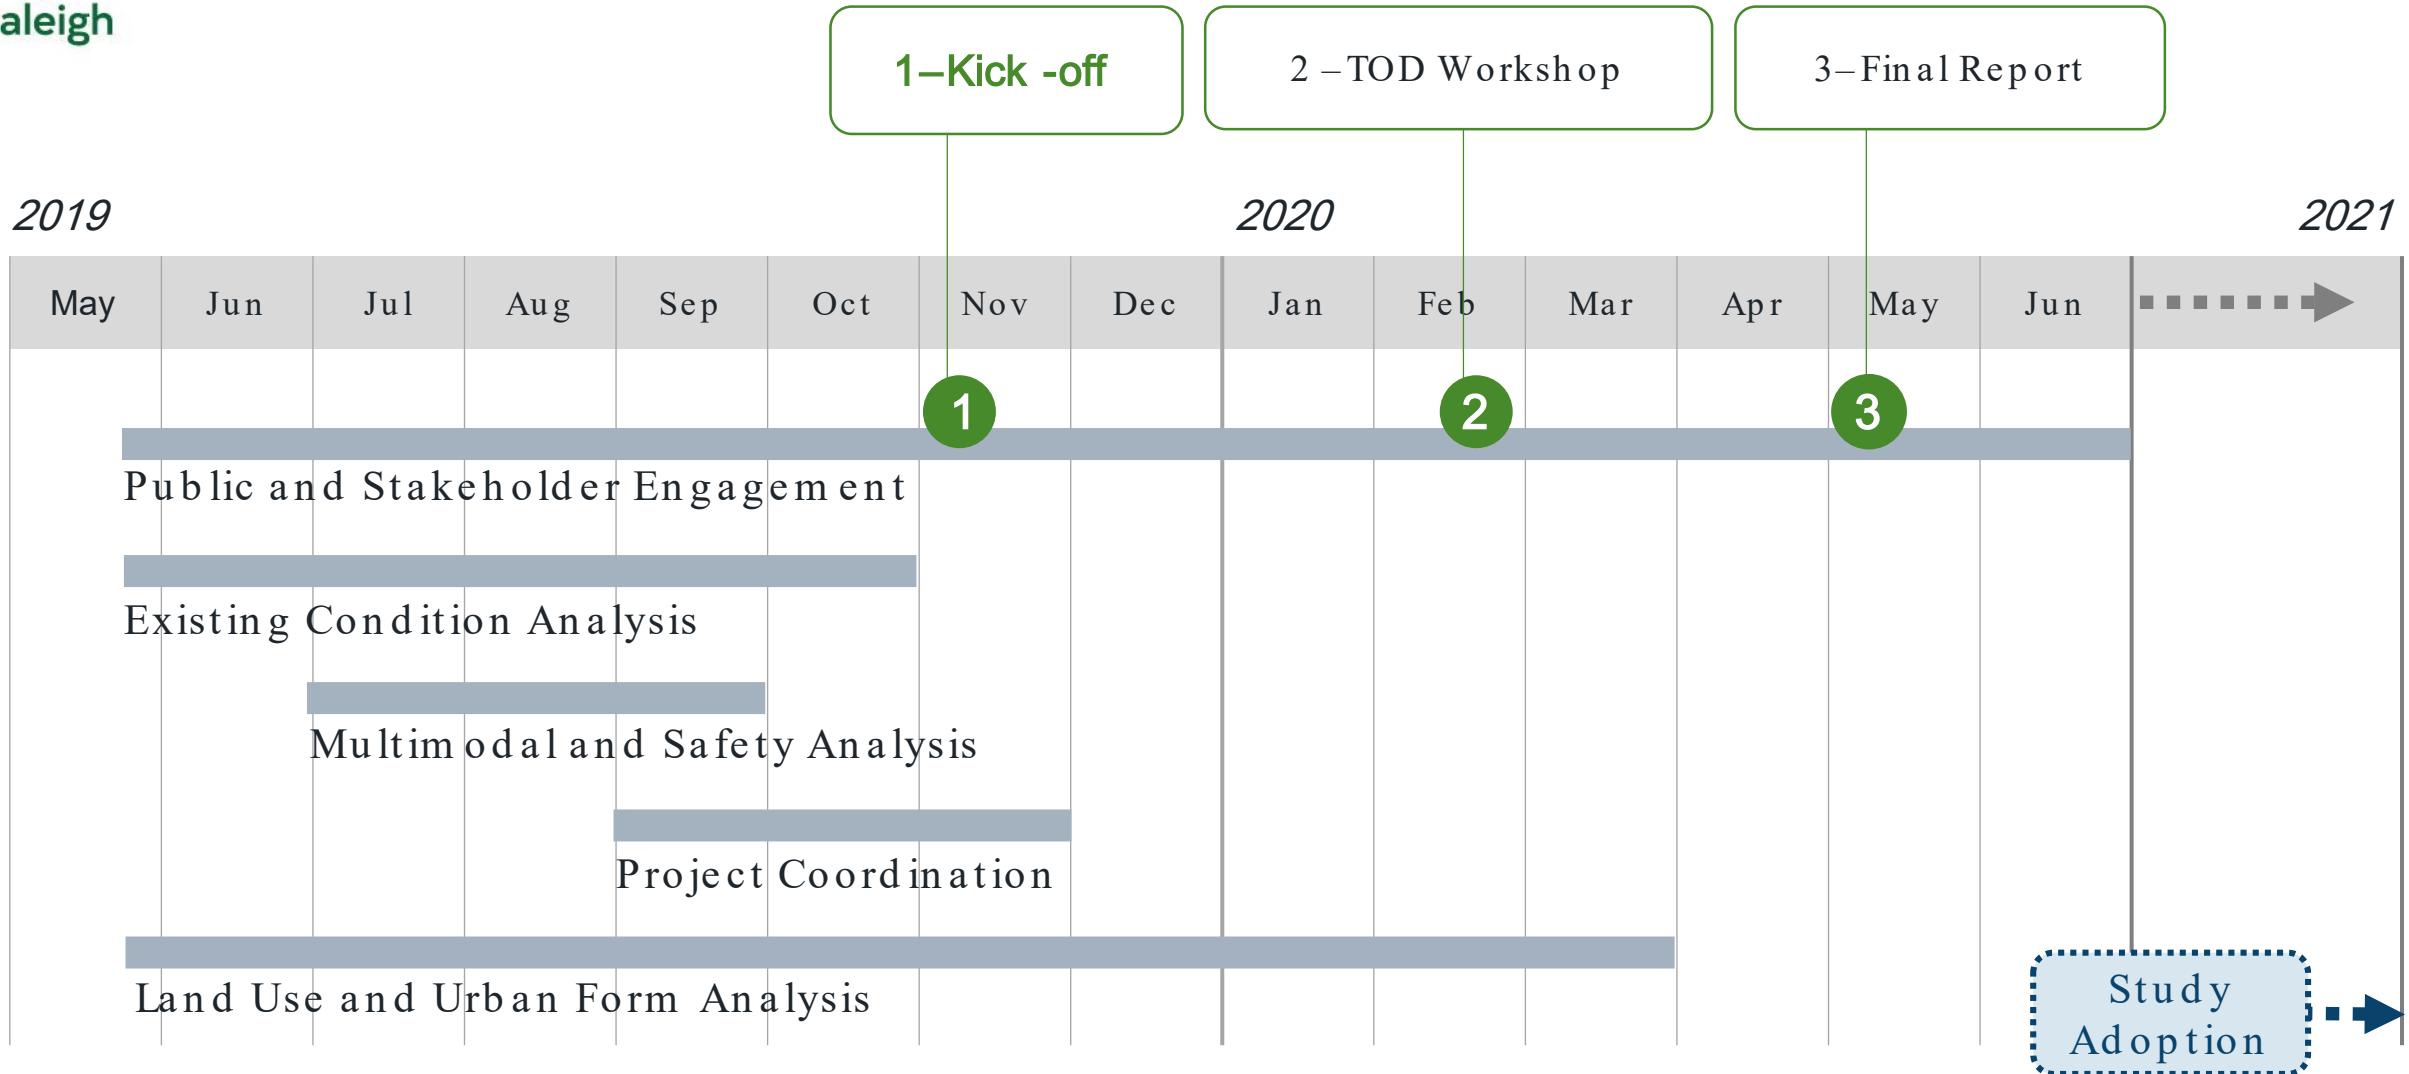 aleigh
1–Kick -off
2 –TOD Workshop
3–Final Report
2019
2020
2021
May Jun Jul Aug Sep Oct Nov Dec Jan Feb Mar Apr May Jun
1 2 3
Public and Stakeholder Engagement
Existing Condition Analysis
Multimodal and Safety Analysis
Project Coordination
Land Use and Urban Form Analysis
Study
Adoption